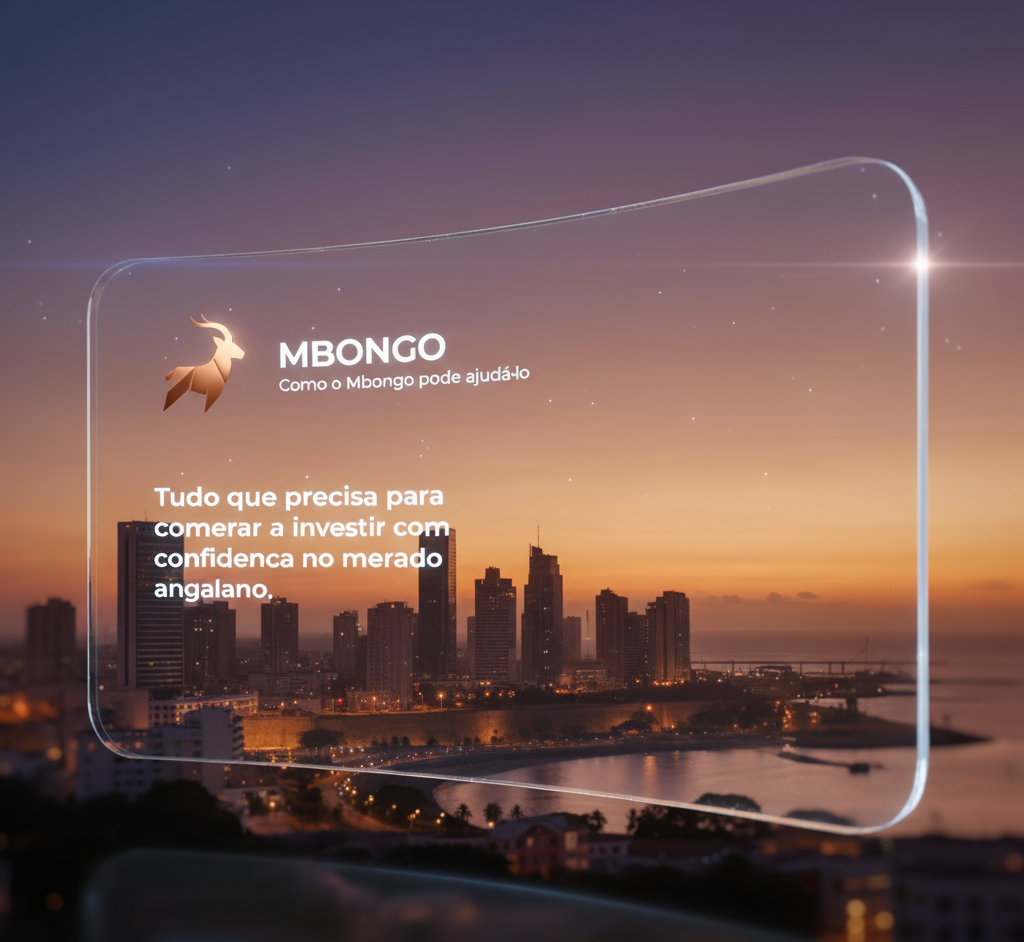 MBONGO
Como o Mbongo pode ajudá-lo
Tudo que precisa para
comerar a investir com
confidenca no merado
angalano.